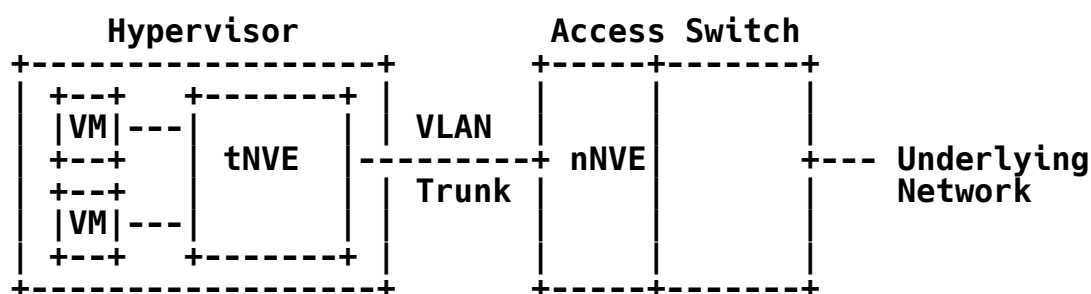 Hypervisor Access Switch
VM VLAN
tNVE nNVE Underlying
Trunk Network
VM